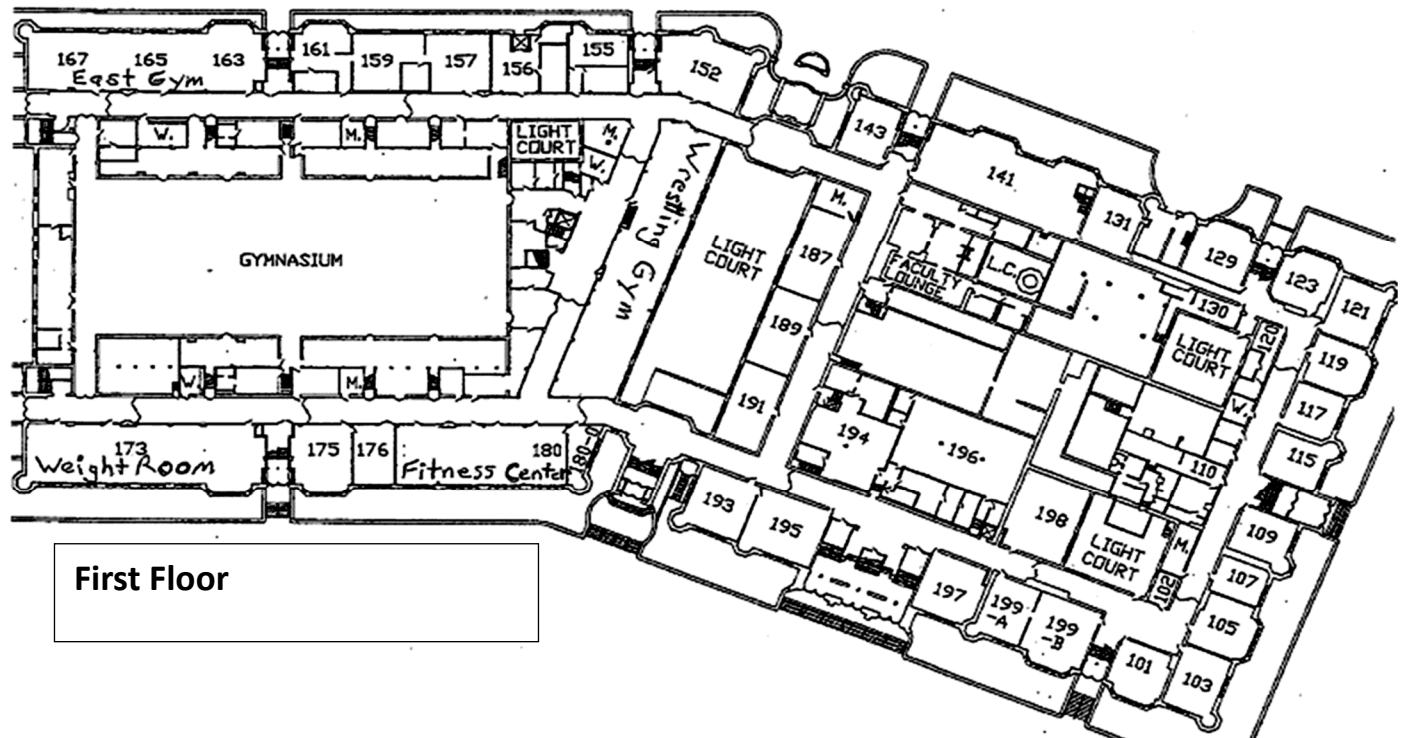 167 165 163 161 159 157 156 155 152
East Gym
143
W. M. LIGHT COURT M.
W.
141
131
129
123
121
Wrestling Gym
M.
LIGHT
COURT
187
FACULTY
LOUNGE
L.C.
GYMNASIUM
130
120
189
LIGHT
COURT
119
W. M.
191
W.
117
173
Weight Room
175 176 180
Fitness Center
180-0
194
196
115
110
193
195
198
LIGHT
COURT
M.
109
102
107
197
199
-A
199
-B
105
101
103
First Floor